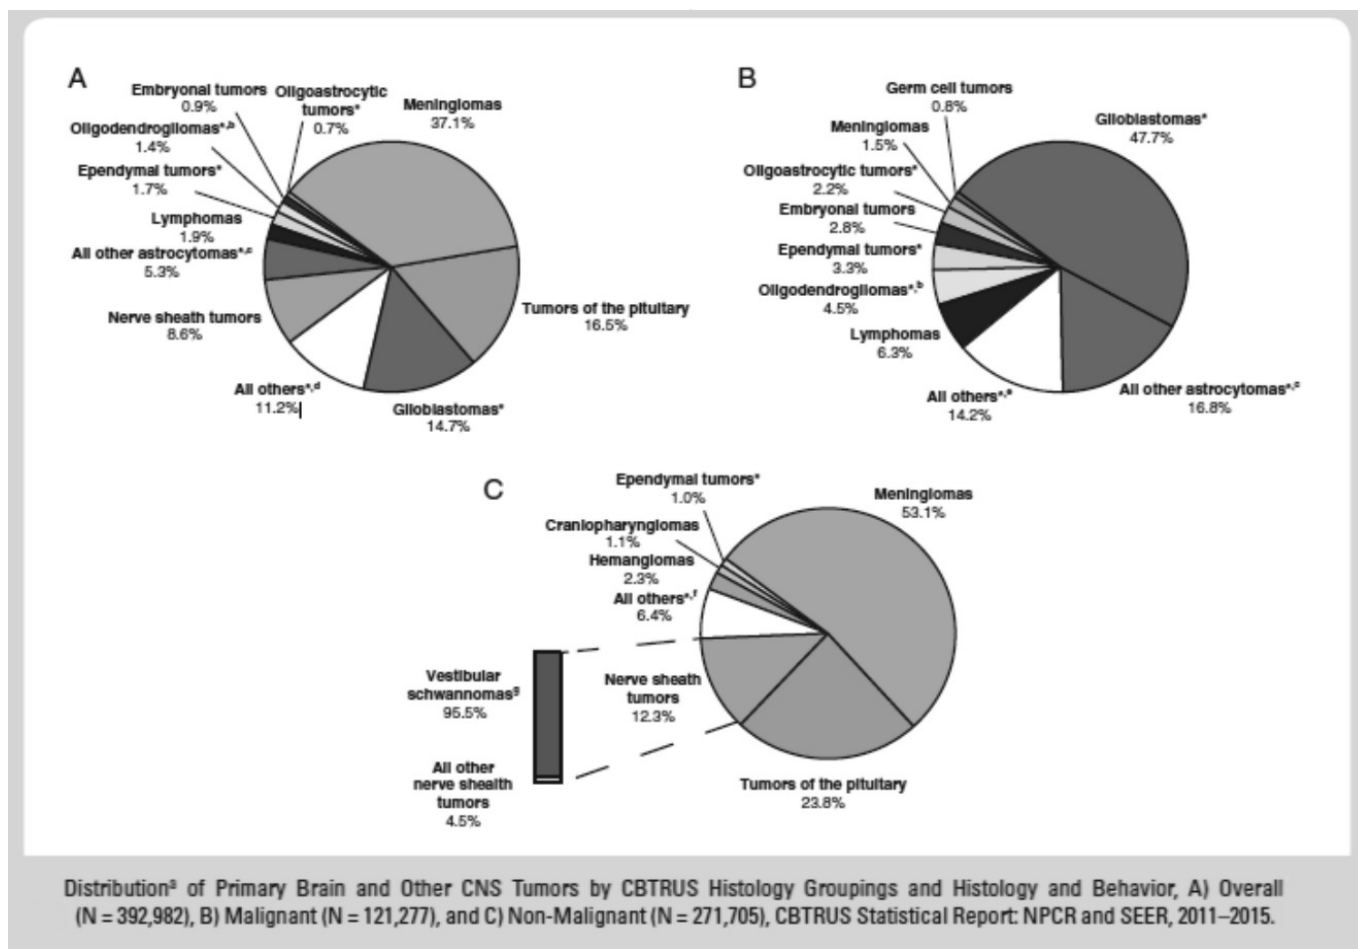 A
Embryonal tumors
0.9%
Oligoastrocytic
tumors*
0.7%
Meningiomas
37.1%
Oligodendrogliomas*,b
1.4%
Ependymal tumors*
1.7%
Lymphomas
1.9%
All other astrocytomas*,c
5.3%
Nerve sheath tumors
8.6%
All others*,d
11.2%
Glioblastomas*
14.7%
Tumors of the pituitary
16.5%
B
Germ cell tumors
0.8%
Glioblastomas*
47.7%
Meningiomas
1.5%
Oligoastrocytic tumors*
2.2%
Embryonal tumors
2.8%
Ependymal tumors*
3.3%
Oligodendrogliomas*,b
4.5%
Lymphomas
6.3%
All others*,e
14.2%
All other astrocytomas*,c
16.8%
C
Ependymal tumors*
1.0%
Meningiomas
53.1%
Craniopharyngiomas
1.1%
Hemangiomas
2.3%
All others*,f
6.4%
Nerve sheath
tumors
12.3%
Vestibular
schwannomasg
95.5%
All other
nerve shealth
tumors
4.5%
Tumors of the pituitary
23.8%
Distributiona of Primary Brain and Other CNS Tumors by CBTRUS Histology Groupings and Histology and Behavior, A) Overall
(N = 392,982), B) Malignant (N = 121,277), and C) Non-Malignant (N = 271,705), CBTRUS Statistical Report: NPCR and SEER, 2011–2015.